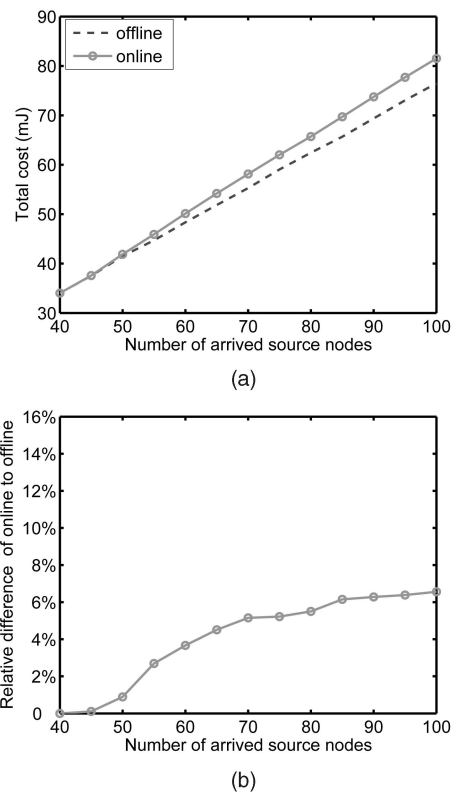 90
80
70
60
50
40
30
Total cost (mJ)
offline
online
40 50 60 70 80 90 100
Number of arrived source nodes
(a)
16%
14%
12%
10%
8%
6%
4%
2%
0
Relative difference of online to offline
40 50 60 70 80 90 100
Number of arrived source nodes
(b)